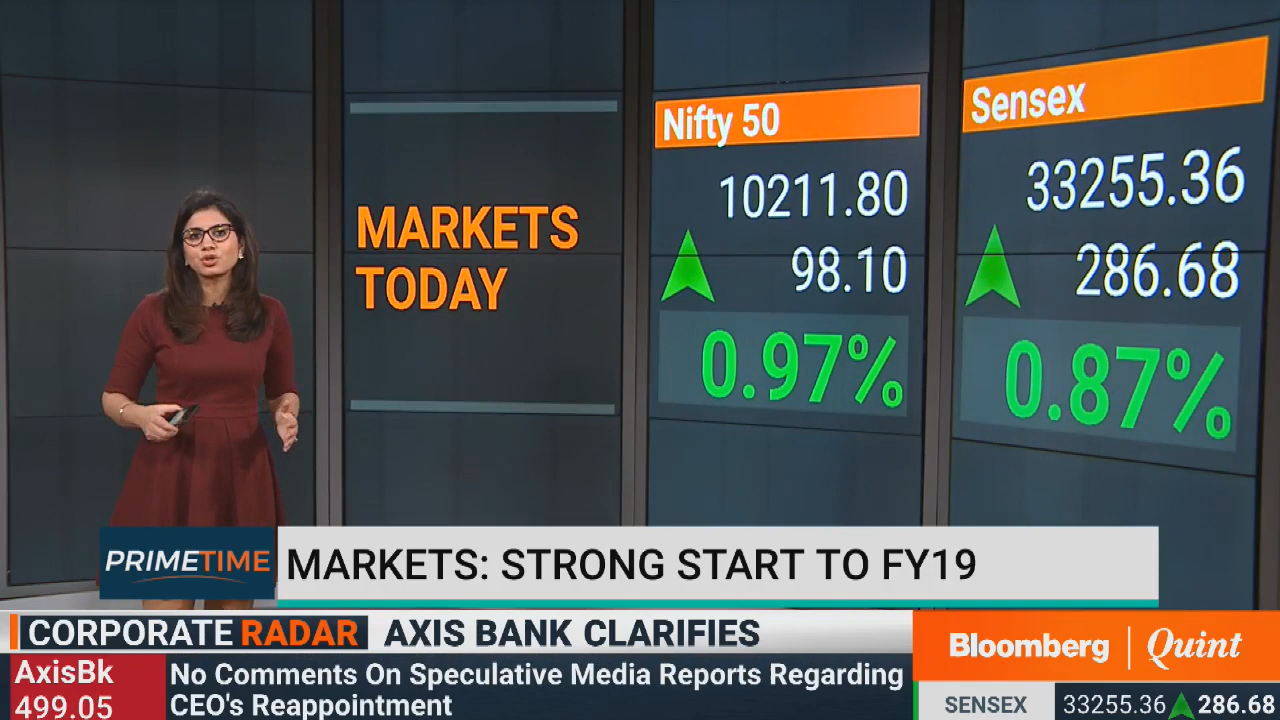 MARKETS
TODAY
Nifty 50
10211.80
98.10
0.97%
Sensex
33255.36
286.68
0.87%
PRIMETIME
MARKETS: STRONG START TO FY19
CORPORATE RADAR
AXIS BANK CLARIFIES
AxisBk
499.05
No Comments On Speculative Media Reports Regarding
CEO's Reappointment
Bloomberg | Quint
SENSEX 33255.36 286.68